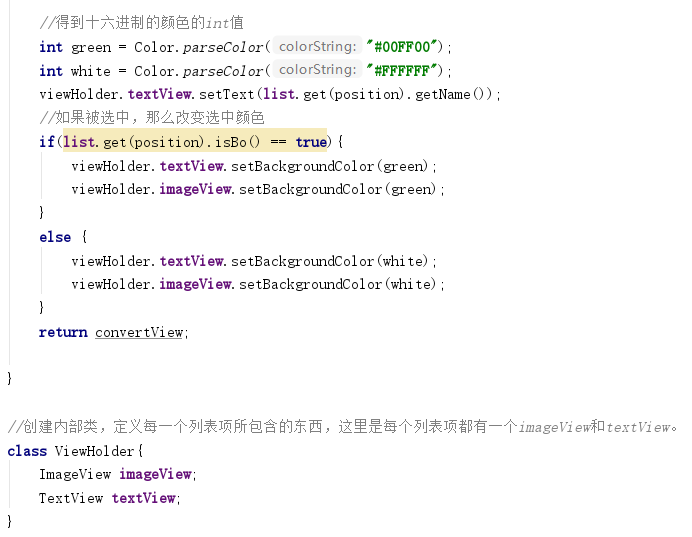 //得到十六进制的颜色的int值
int green = Color.parseColor( colorString: "#00FF00");
int white = Color.parseColor( colorString: "#FFFFFF");
viewHolder.textView.setText(list.get(position).getName());
//如果被选中，那么改变选中颜色
if(list.get(position).isBo() == true){
viewHolder.textView.setBackgroundColor(green);
viewHolder.imageView.setBackgroundColor(green);
}
else {
viewHolder.textView.setBackgroundColor(white);
viewHolder.imageView.setBackgroundColor(white);
}
return convertView;
}
//创建内部类，定义每一个列表项所包含的东西，这里是每个列表项都有一个imageView和textView。
class ViewHolder{
ImageView imageView;
TextView textView;
}